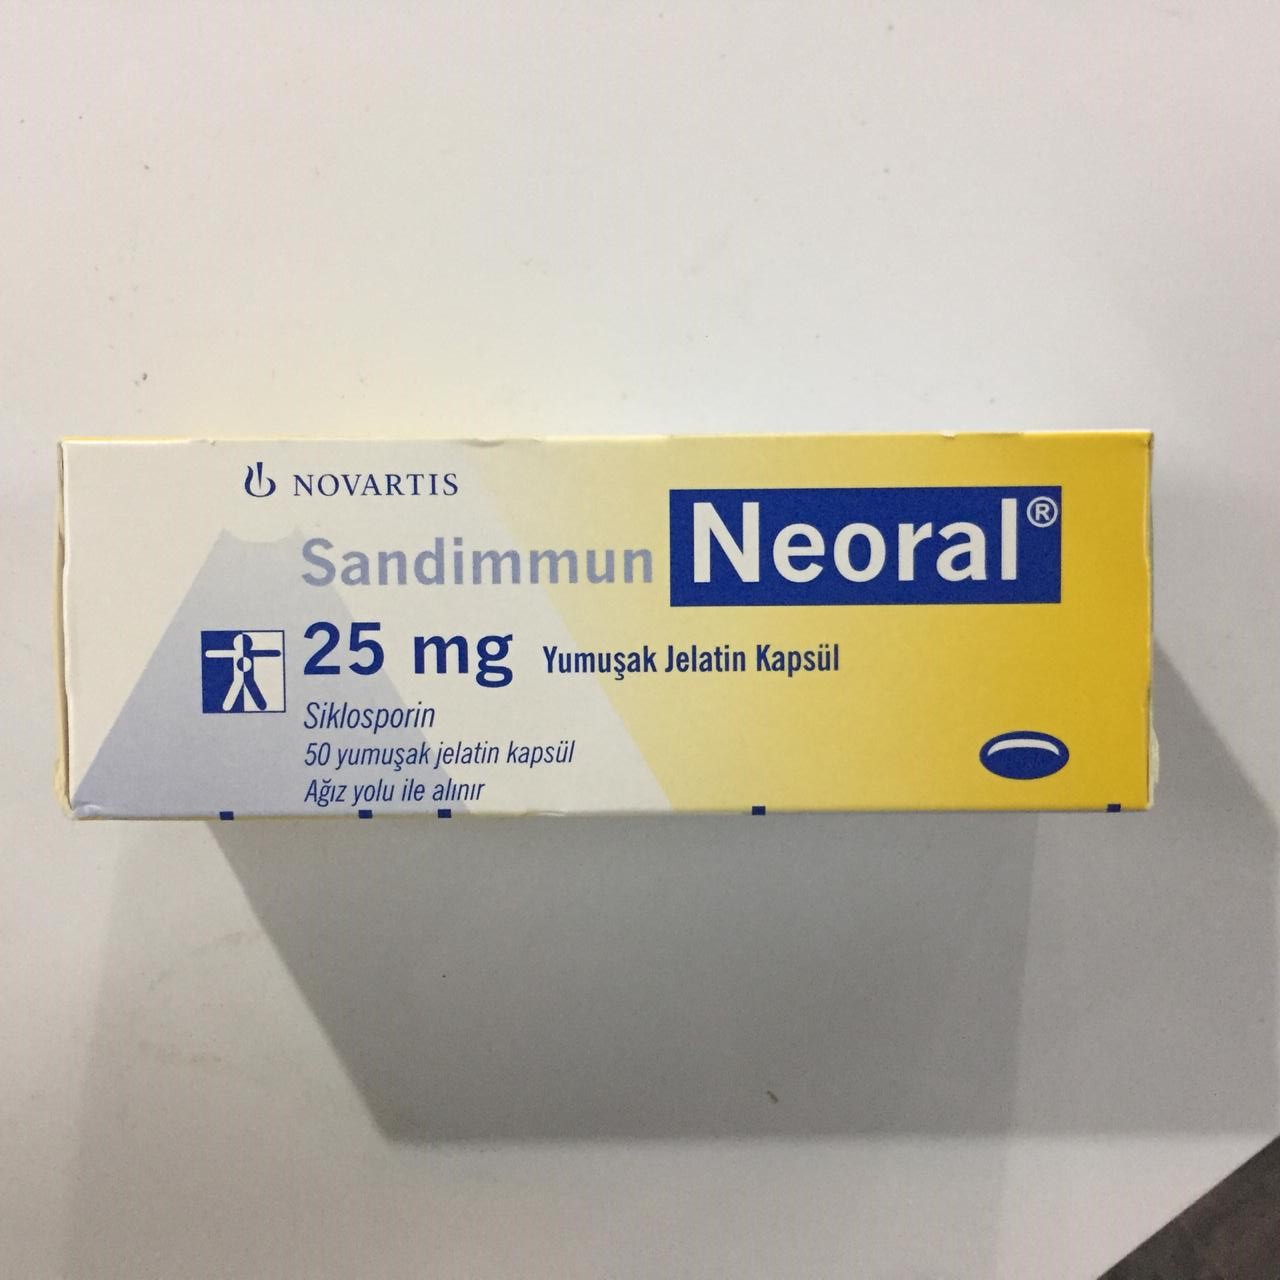 NOVARTIS
Sandimmun Neoral®
25 mg Yumuşak Jelatin Kapsül
Siklosporin
50 yumuşak jelatin kapsül
Ağız yolu ile alınır